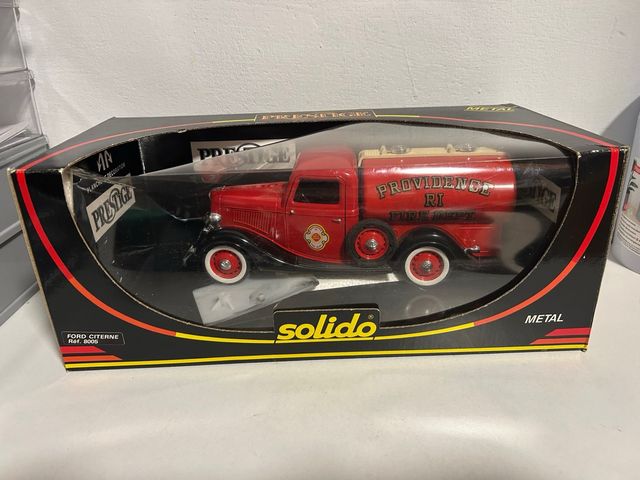 PRESTIGE
METAL
PRESTIGE
PRESTIGE
PROVIDENCE
RI
FIRE DEPT.
solido
METAL
FORD CITERNE
Réf. 8005